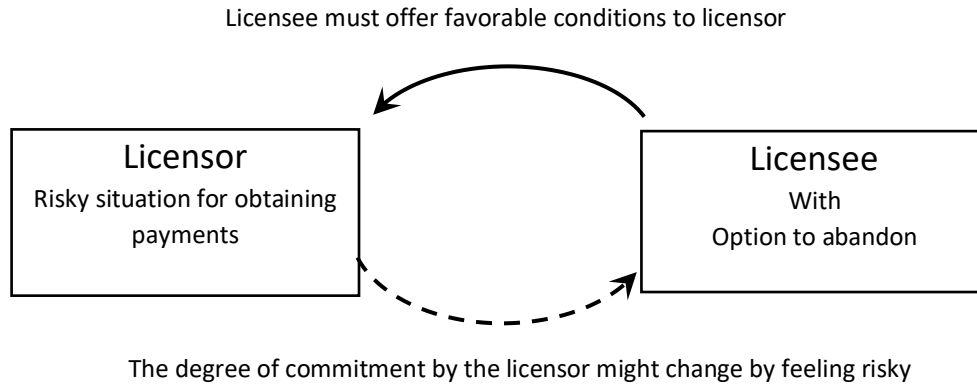 Licensee must offer favorable conditions to licensor
Licensor
Risky situation for obtaining
payments
Licensee
With
Option to abandon
The degree of commitment by the licensor might change by feeling risky